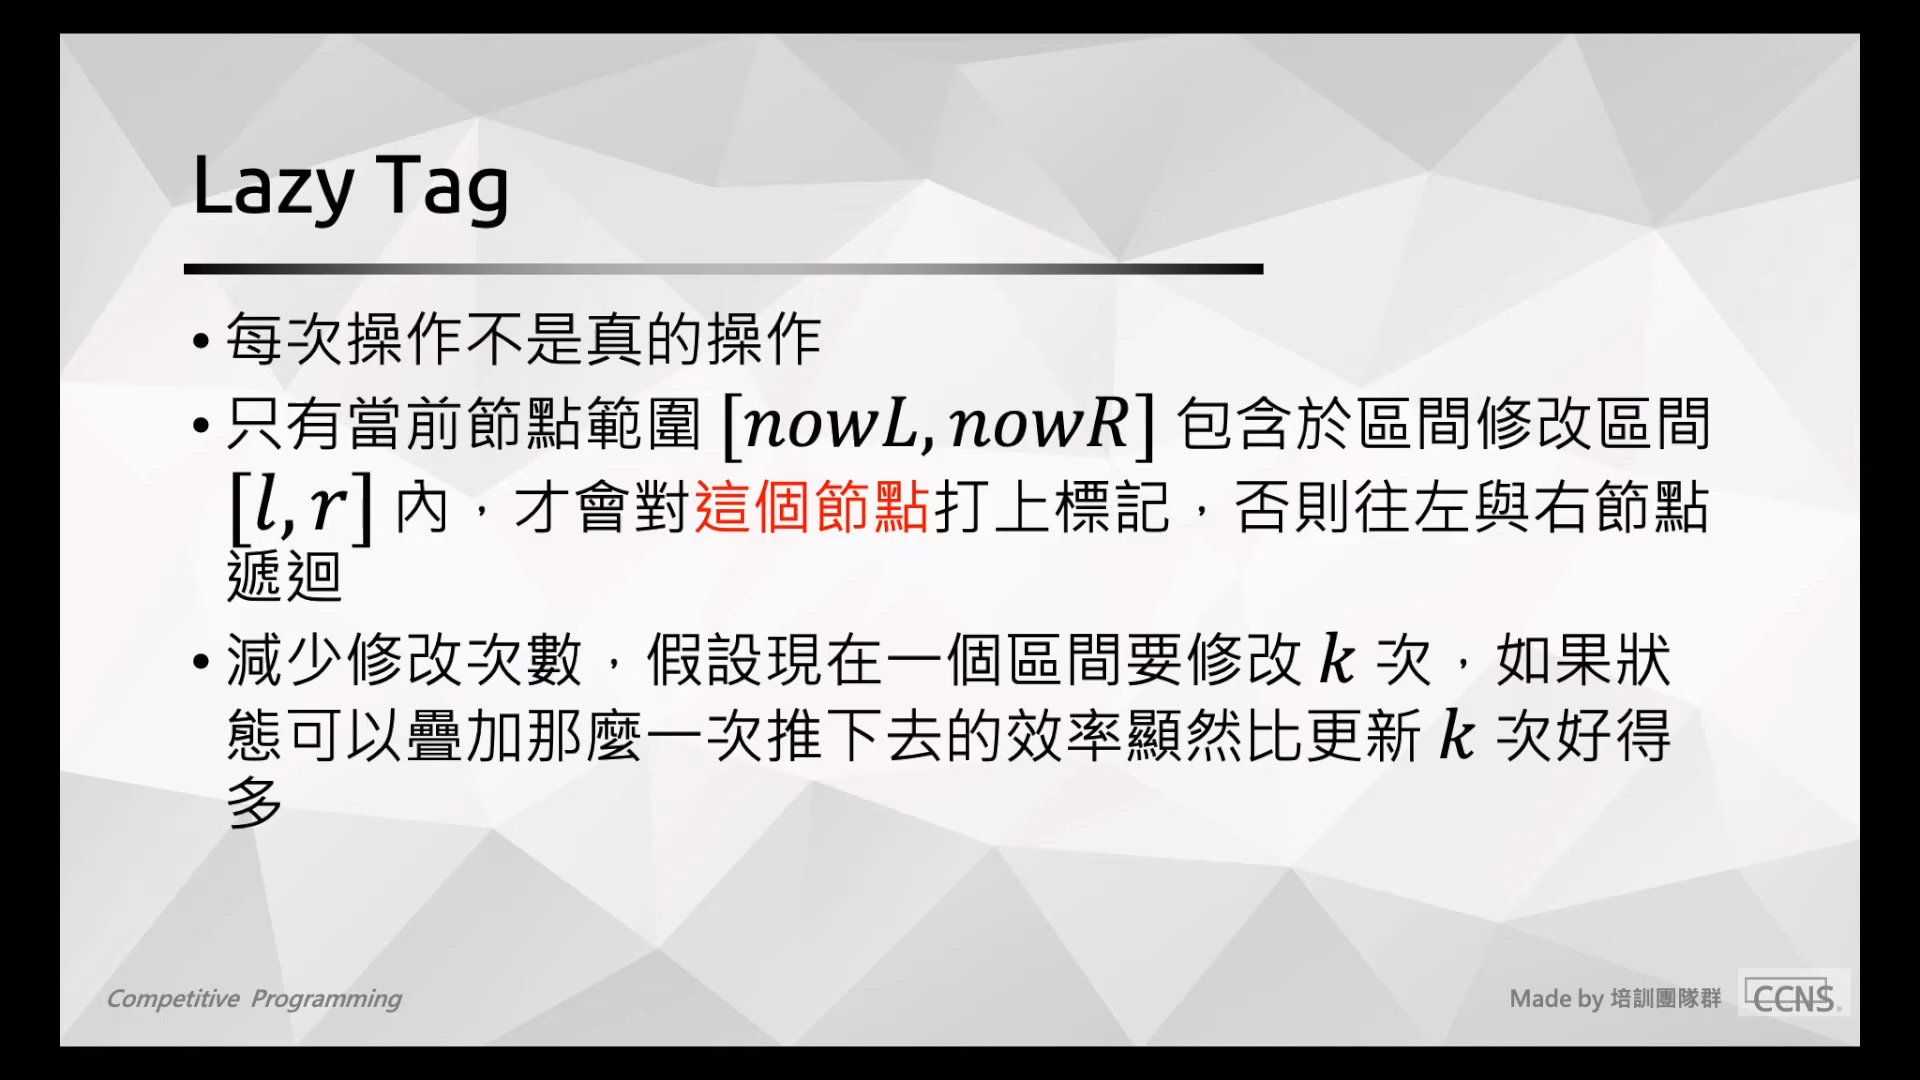 Lazy Tag
• 每次操作不是真的操作
• 只有當前節點範圍 [nowL, nowR] 包含於區間修改區間
[l, r] 內，才會對這個節點打上標記，否則往左與右節點
遞迴
• 減少修改次數，假設現在一個區間要修改 k 次，如果狀
態可以疊加那麼一次推下去的效率顯然比更新 k 次好得
多
Competitive Programming
Made by 培訓團隊群
CCNS.